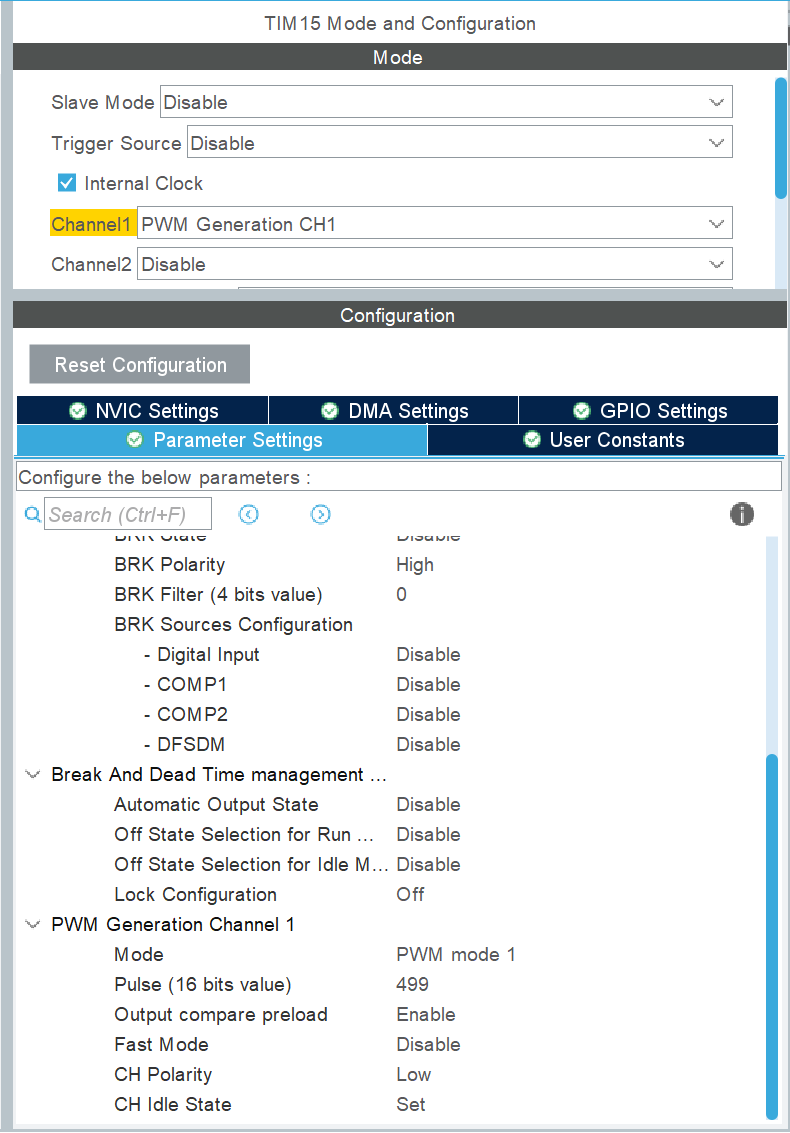 TIM15 Mode and Configuration
Mode
Slave Mode Disable
Trigger Source Disable
Internal Clock
Channel1 PWM Generation CH1
Channel2 Disable
Configuration
Reset Configuration
NVIC Settings DMA Settings GPIO Settings
Parameter Settings User Constants
Configure the below parameters :
Search (Ctrl+F)
BRK State Disable
BRK Polarity High
BRK Filter (4 bits value) 0
BRK Sources Configuration
- Digital Input Disable
- COMP1 Disable
- COMP2 Disable
- DFSDM Disable
Break And Dead Time management ...
Automatic Output State Disable
Off State Selection for Run ... Disable
Off State Selection for Idle M... Disable
Lock Configuration Off
PWM Generation Channel 1
Mode PWM mode 1
Pulse (16 bits value) 499
Output compare preload Enable
Fast Mode Disable
CH Polarity Low
CH Idle State Set